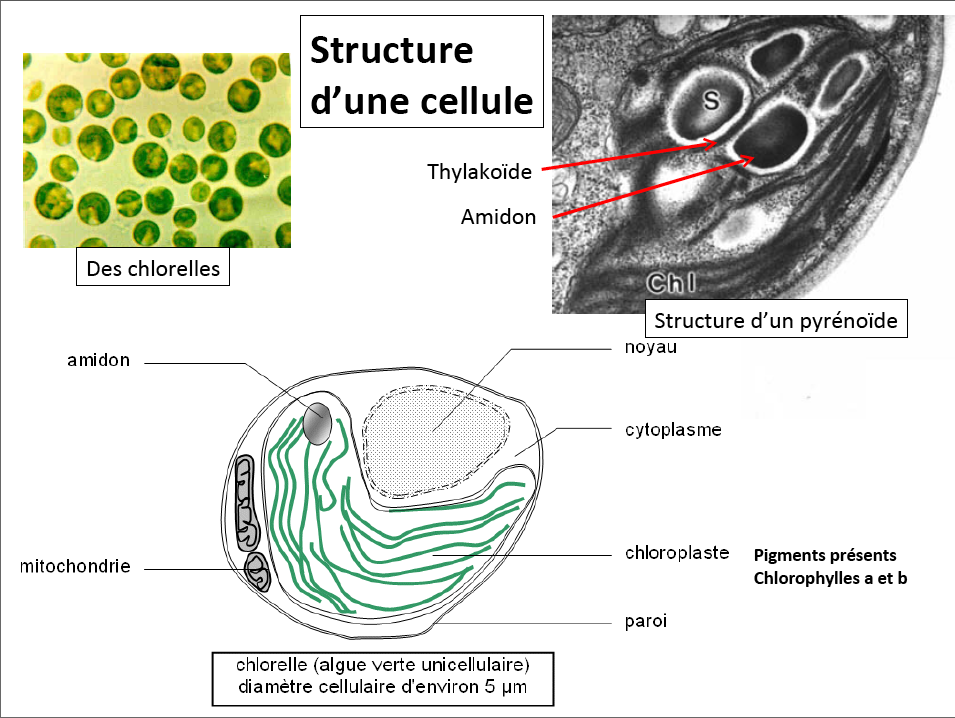 Structure
d’une cellule
Des chlorelles
Thylakoïde
Amidon
S
Chl
Structure d’un pyrénoïde
amidon
noyau
cytoplasme
mitochondrie
chloroplaste
Pigments présents
Chlorophylles a et b
paroi
chlorelle (algue verte unicellulaire)
diamètre cellulaire d'environ 5 µm